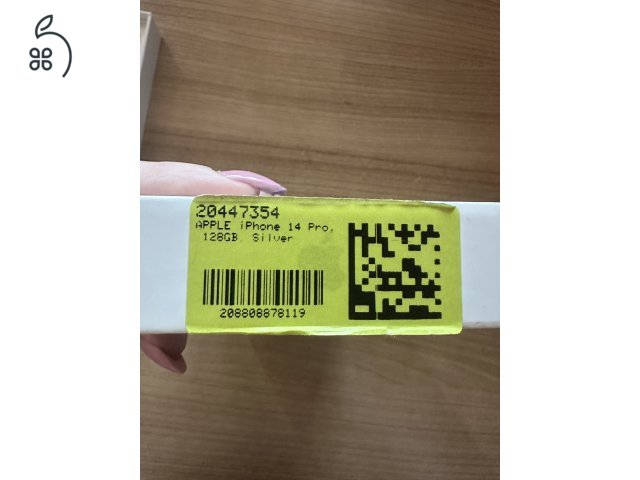 20447354
APPLE iPhone 14 Pro,
128GB, Silver
208808878119